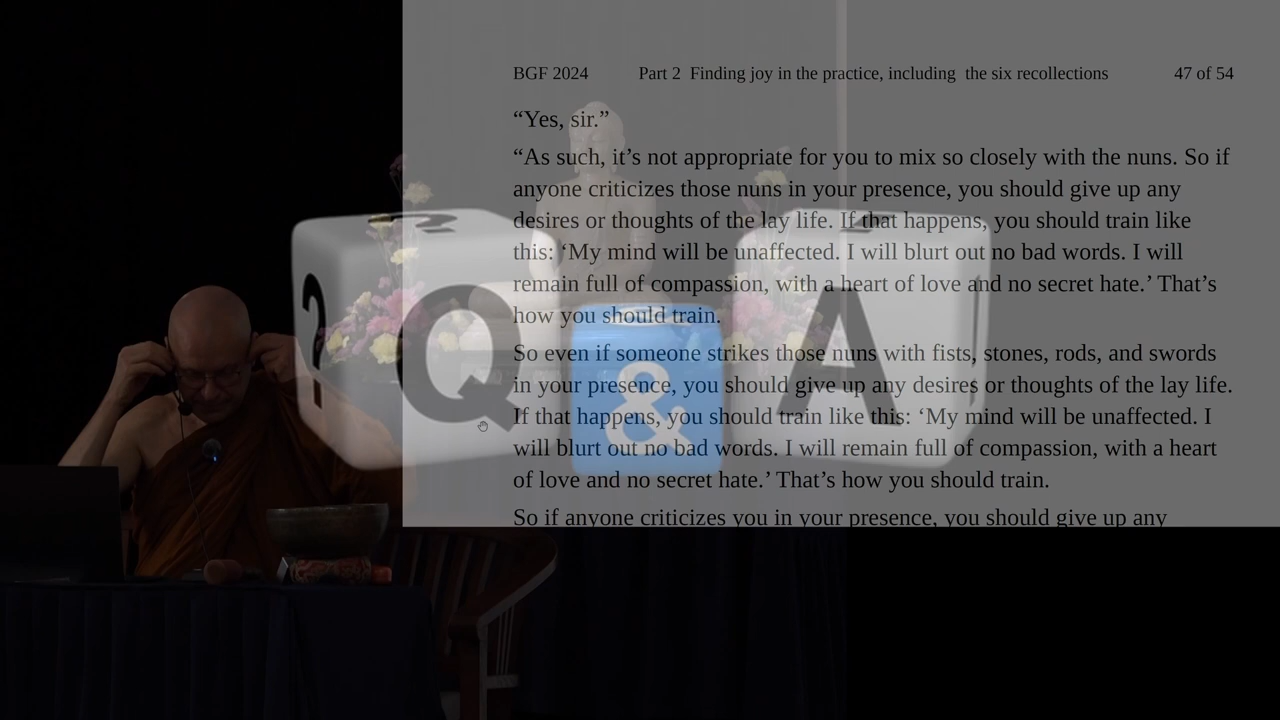 BGF 2024 Part 2 Finding joy in the practice, including the six recollections 47 of 54
“Yes, sir.”
“As such, it’s not appropriate for you to mix so closely with the nuns. So if
anyone criticizes those nuns in your presence, you should give up any
desires or thoughts of the lay life. If that happens, you should train like
this: ‘My mind will be unaffected. I will blurt out no bad words. I will
remain full of compassion, with a heart of love and no secret hate.’ That’s
how you should train.
So even if someone strikes those nuns with fists, stones, rods, and swords
in your presence, you should give up any desires or thoughts of the lay life.
If that happens, you should train like this: ‘My mind will be unaffected. I
will blurt out no bad words. I will remain full of compassion, with a heart
of love and no secret hate.’ That’s how you should train.
So if anyone criticizes you in your presence, you should give up any
? Q & A